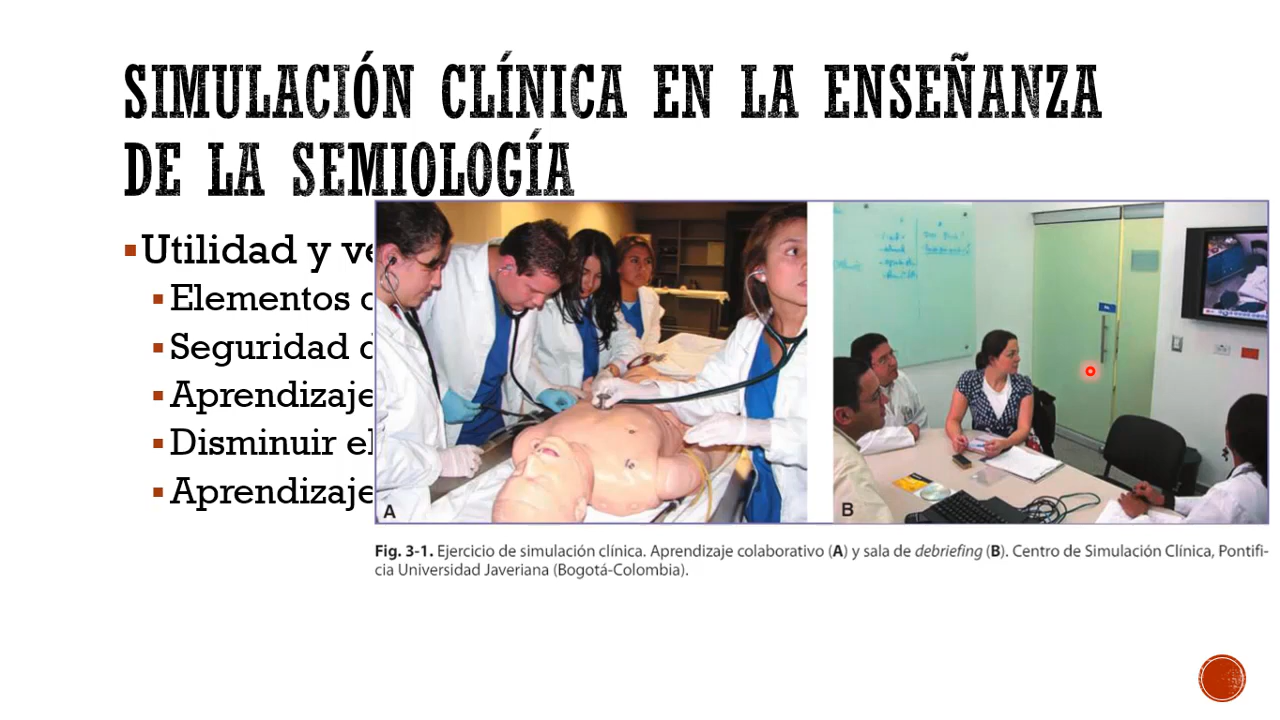 SIMULACIÓN CLÍNICA EN LA ENSEÑANZA
DE LA SEMIOLOGÍA
Utilidad y ve
Elementos
Seguridad
Aprendizaje
Disminuir el
Aprendizaje
A
B
Fig. 3-1. Ejercicio de simulación clínica. Aprendizaje colaborativo (A) y sala de debriefing (B). Centro de Simulación Clínica, Pontifi-
cia Universidad Javeriana (Bogotá-Colombia).